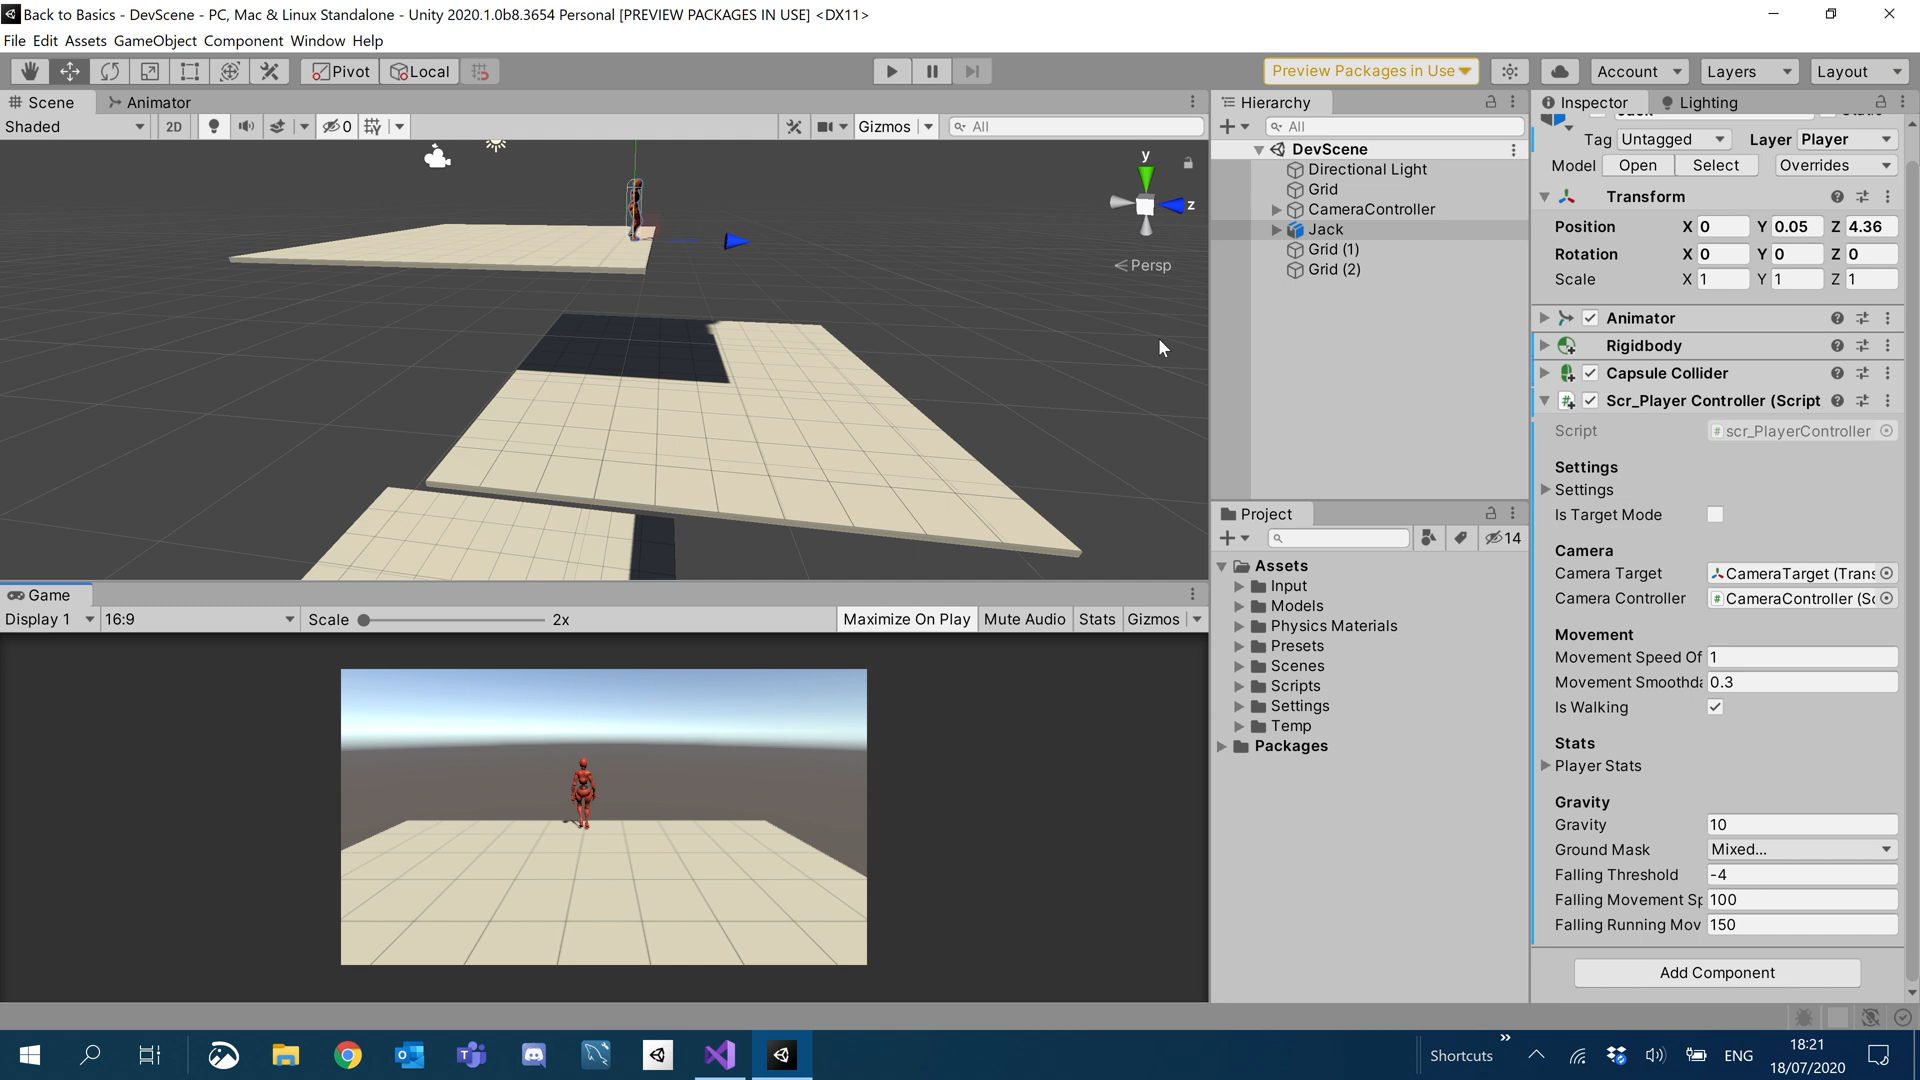 Back to Basics - DevScene - PC, Mac & Linux Standalone - Unity 2020.1.0b8.3654 Personal [PREVIEW PACKAGES IN USE] <DX11>
File Edit Assets GameObject Component Window Help
Pivot Local
Preview Packages in Use
Account
Layers
Layout
Scene
Animator
Shaded
2D
0
Gizmos
All
y
z
Persp
Game
Display 1
16:9
Scale
2x
Maximize On Play
Mute Audio
Stats
Gizmos
Hierarchy
All
DevScene
Directional Light
Grid
CameraController
Jack
Grid (1)
Grid (2)
Project
14
Assets
Input
Models
Physics Materials
Presets
Scenes
Scripts
Settings
Temp
Packages
Inspector
Lighting
Tag Untagged Layer Player
Model Open Select Overrides
Transform
Position X 0 Y 0.05 Z 4.36
Rotation X 0 Y 0 Z 0
Scale X 1 Y 1 Z 1
Animator
Rigidbody
Capsule Collider
Scr_Player Controller (Script
Script scr_PlayerController
Settings
Settings
Is Target Mode
Camera
Camera Target CameraTarget (Trans
Camera Controller CameraController (Sc
Movement
Movement Speed Of 1
Movement Smoothda 0.3
Is Walking
Stats
Player Stats
Gravity
Gravity 10
Ground Mask Mixed...
Falling Threshold -4
Falling Movement Sp 100
Falling Running Mov 150
Add Component
Shortcuts
ENG
18:21
18/07/2020